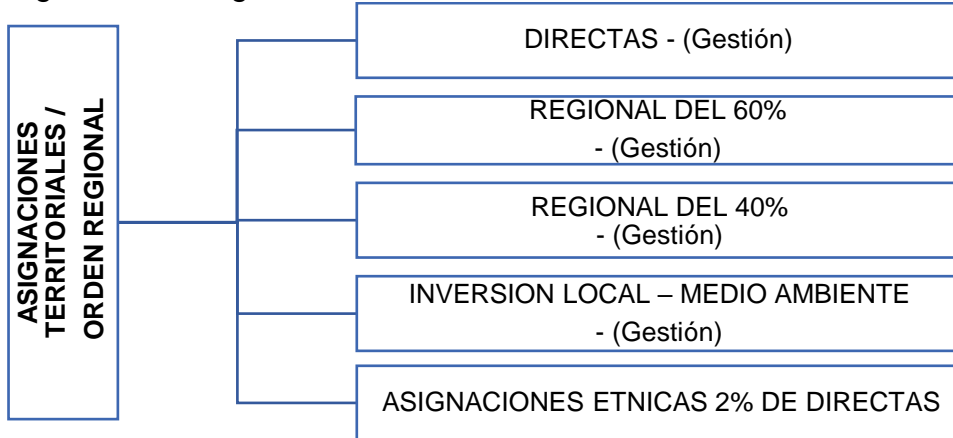 ASIGNACIONES
TERRITORIALES /
ORDEN REGIONAL
DIRECTAS - (Gestión)
REGIONAL DEL 60%
- (Gestión)
REGIONAL DEL 40%
- (Gestión)
INVERSION LOCAL – MEDIO AMBIENTE
- (Gestión)
ASIGNACIONES ETNICAS 2% DE DIRECTAS